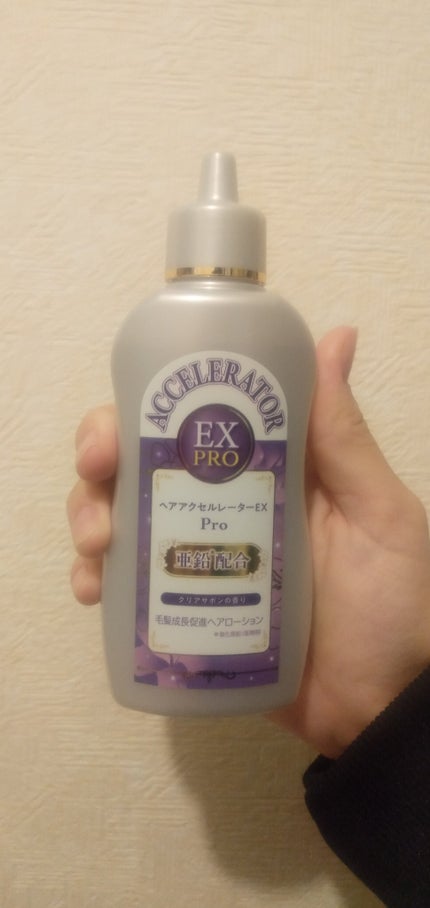 ACCELERATOR
EX
PRO
ヘアアクセルレーターEX
Pro
亜鉛*配合
クリアサボンの香り
毛髪成長促進ヘアローション